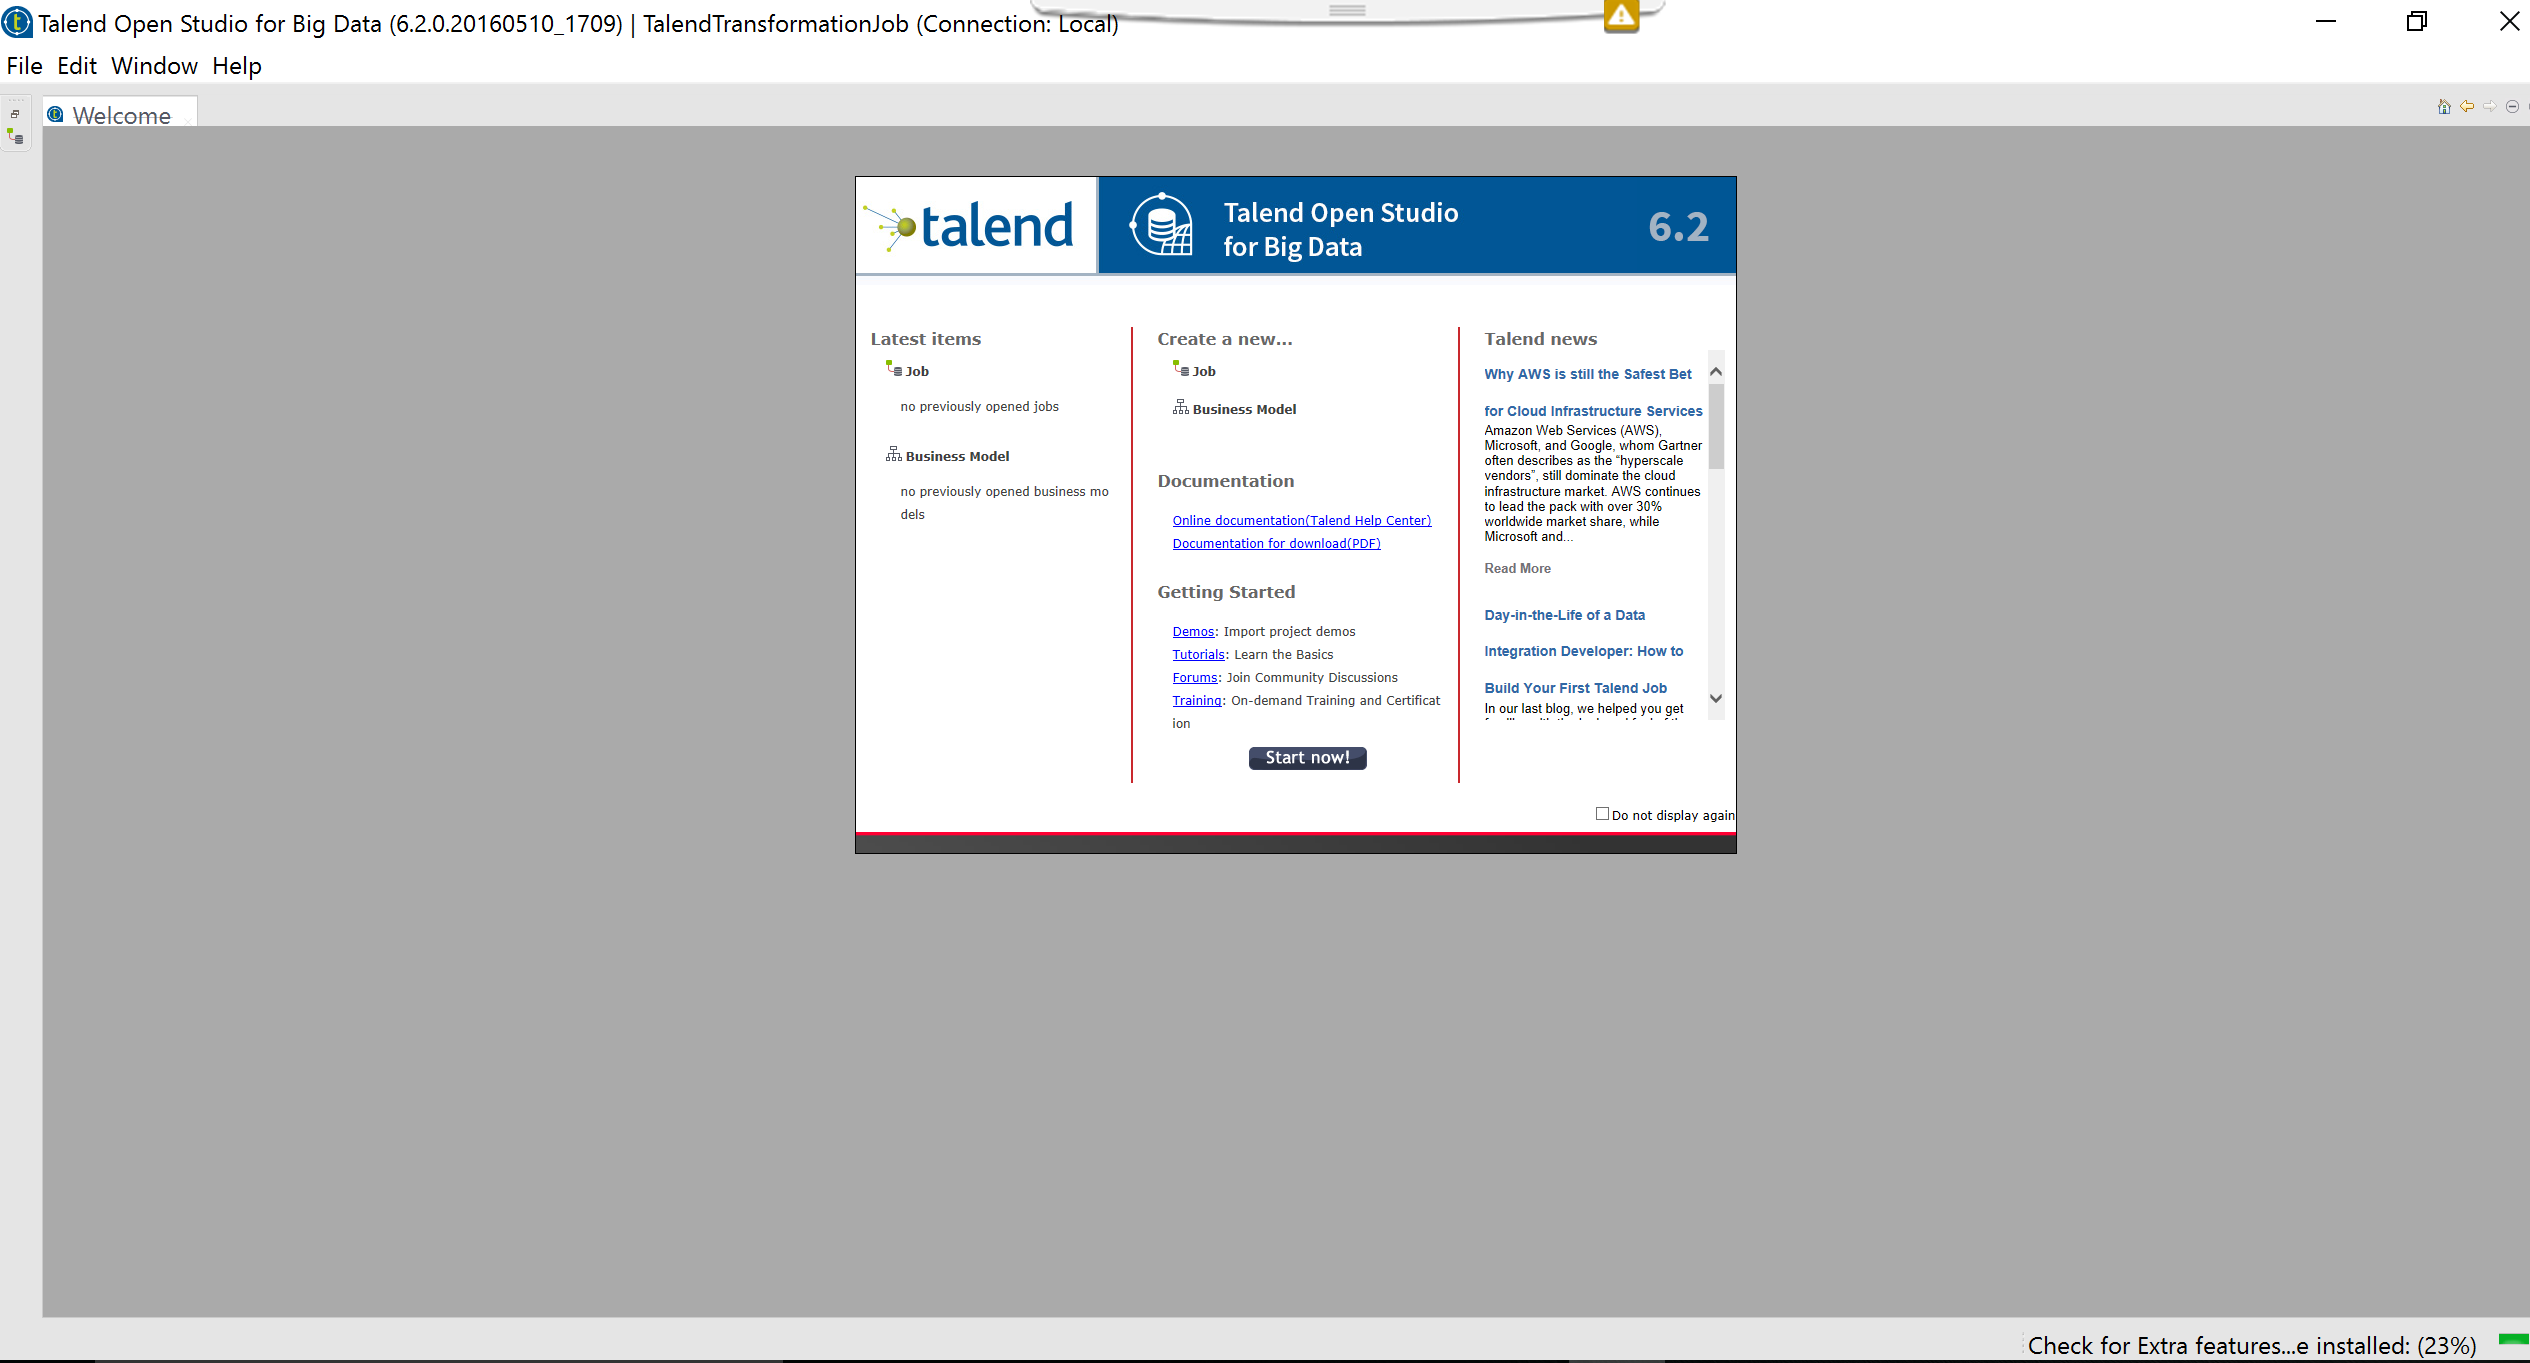 Talend Open Studio for Big Data (6.2.0.20160510_1709) | TalendTransformationJob (Connection: Local)
File Edit Window Help
Welcome
talend
Talend Open Studio
for Big Data
6.2
Latest items
Job
no previously opened jobs
Business Model
no previously opened business mo
dels
Create a new...
Job
Business Model
Documentation
Online documentation(Talend Help Center)
Documentation for download(PDF)
Getting Started
Demos: Import project demos
Tutorials: Learn the Basics
Forums: Join Community Discussions
Training: On-demand Training and Certificat
ion
Start now!
Talend news
Why AWS is still the Safest Bet
for Cloud Infrastructure Services
Amazon Web Services (AWS),
Microsoft, and Google, whom Gartner
often describes as the “hyperscale
vendors”, still dominate the cloud
infrastructure market. AWS continues
to lead the pack with over 30%
worldwide market share, while
Microsoft and...
Read More
Day-in-the-Life of a Data
Integration Developer: How to
Build Your First Talend Job
In our last blog, we helped you get
Do not display again
Check for Extra features...e installed: (23%)